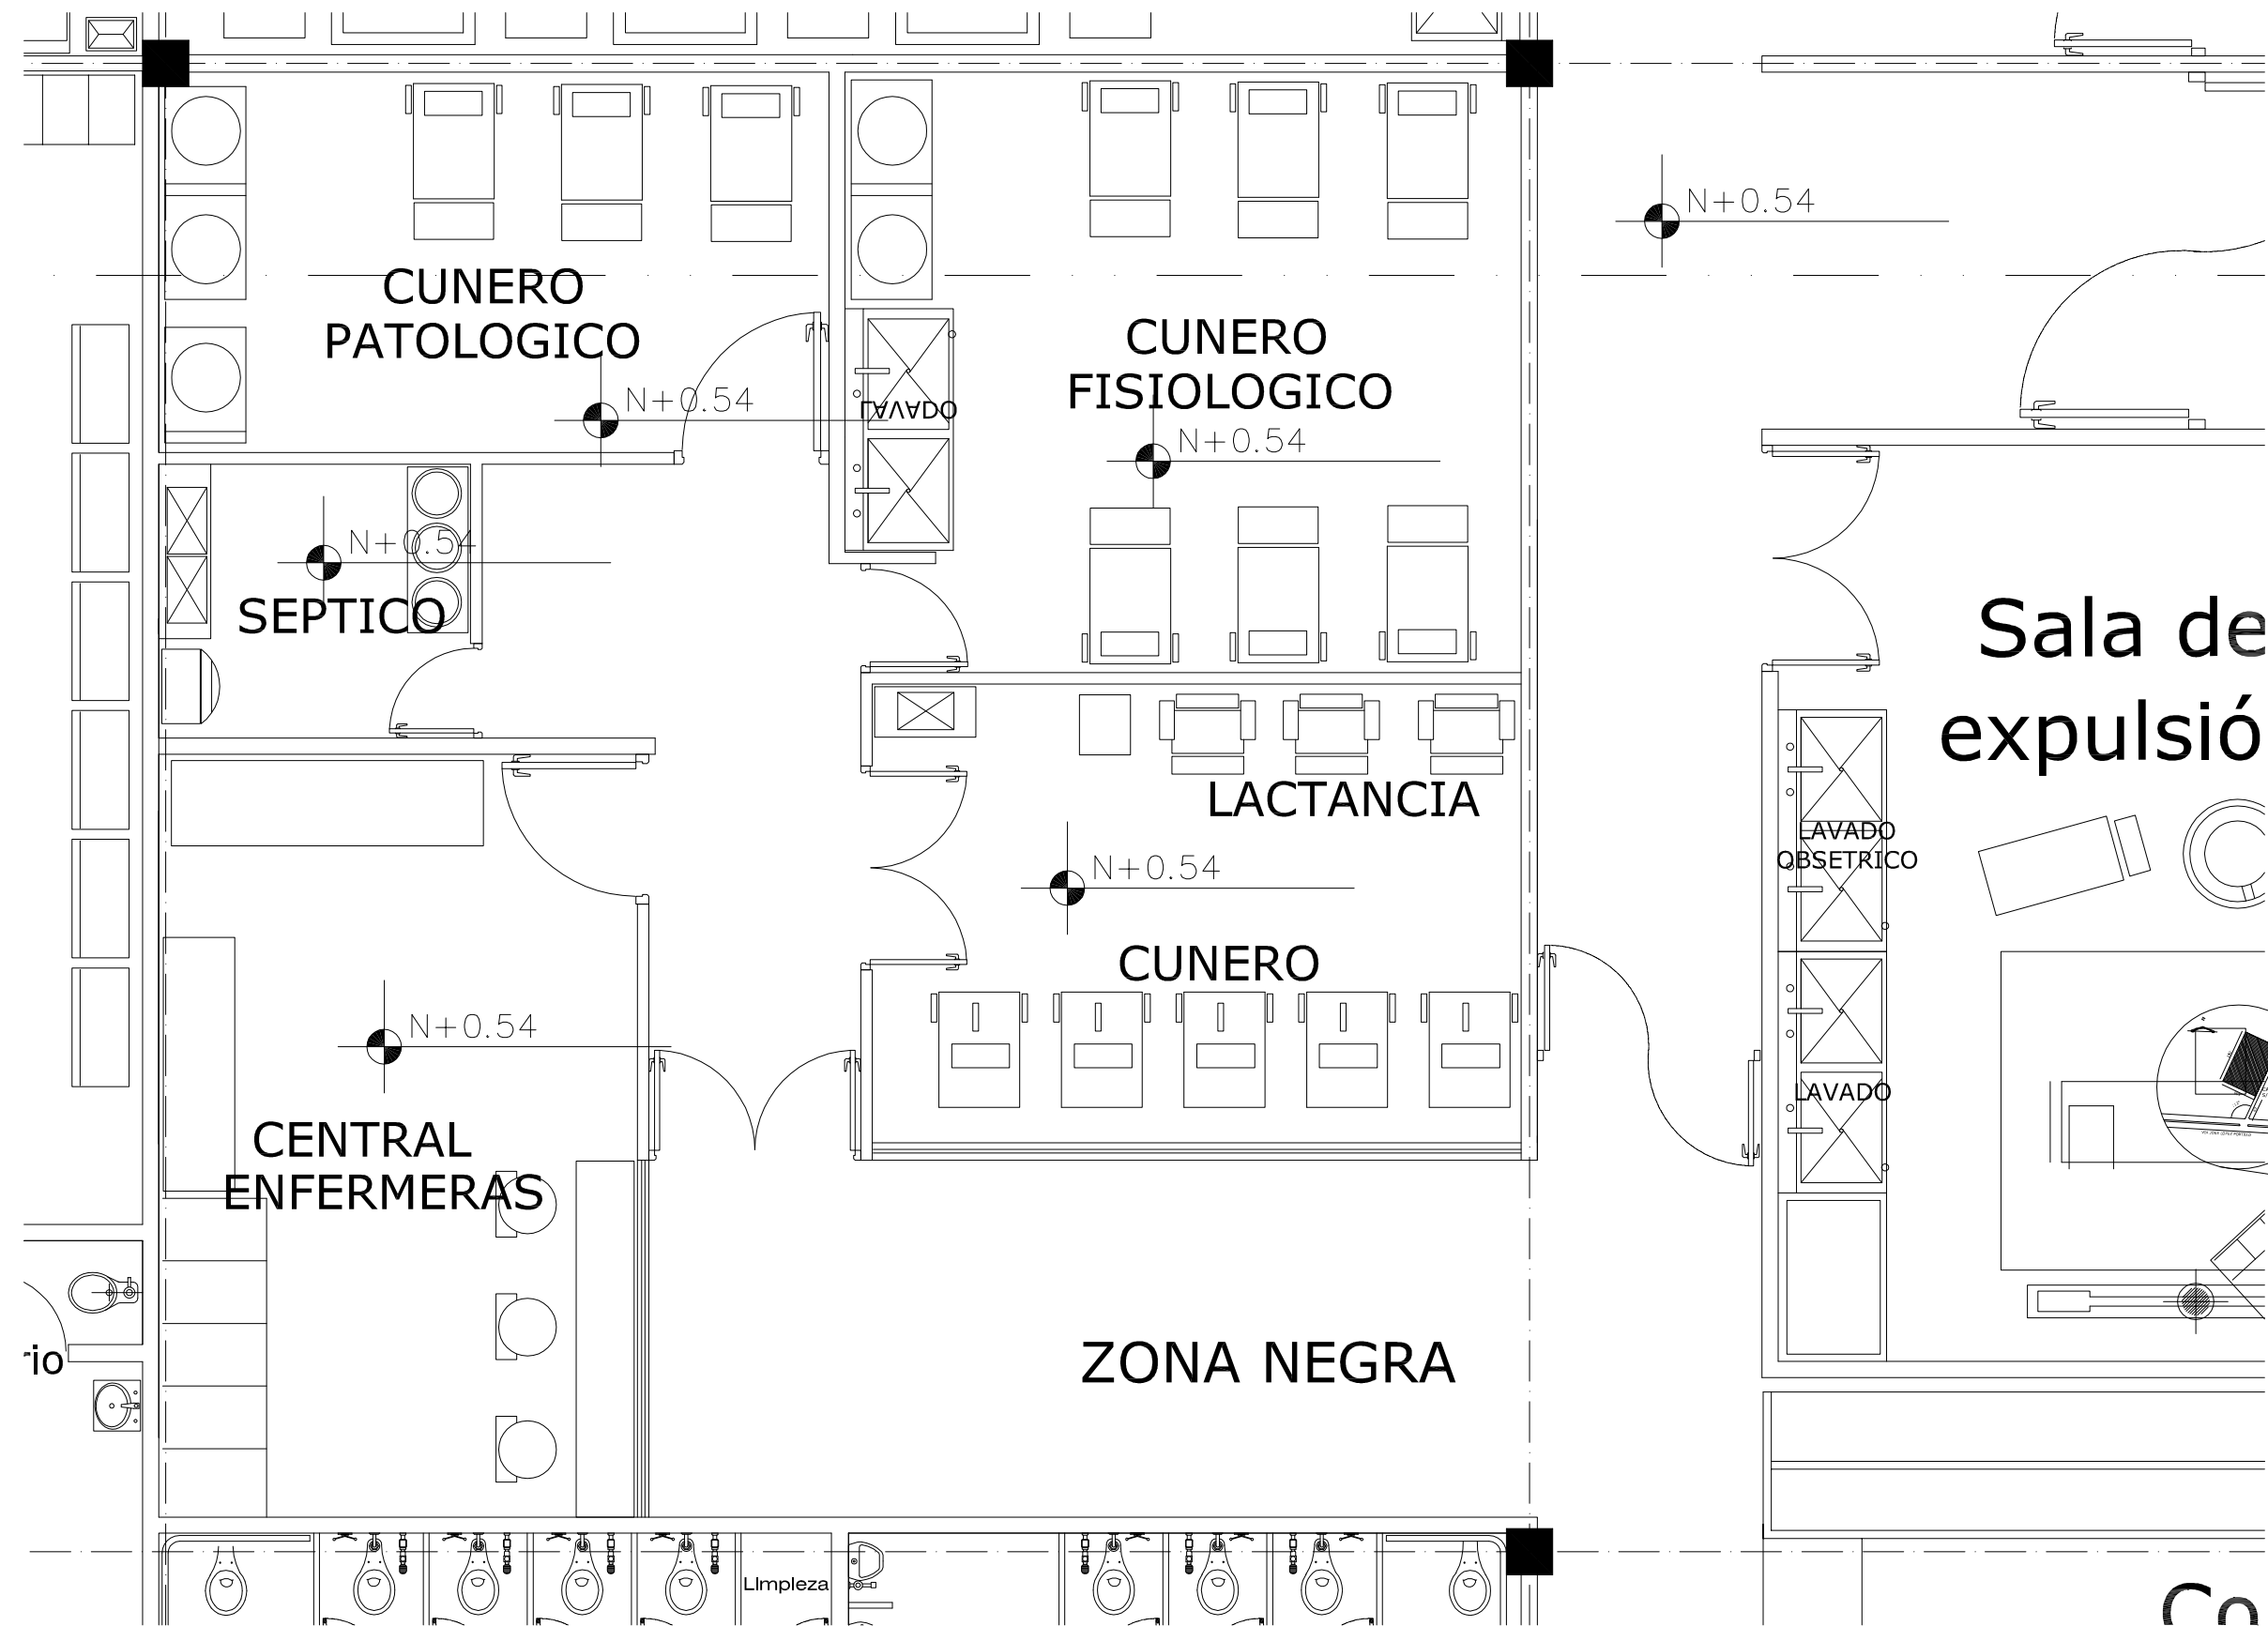 N+0.54
CUNERO
PATOLOGICO
N+0.54
LAVADO
CUNERO
FISIOLOGICO
N+0.54
N+0.54
SEPTICO
Sala de
expulsió
LACTANCIA
N+0.54
CUNERO
LAVADO
OBSETRICO
N+0.54
LAVADO
CENTRAL
ENFERMERAS
rio
ZONA NEGRA
LImpleza
Co